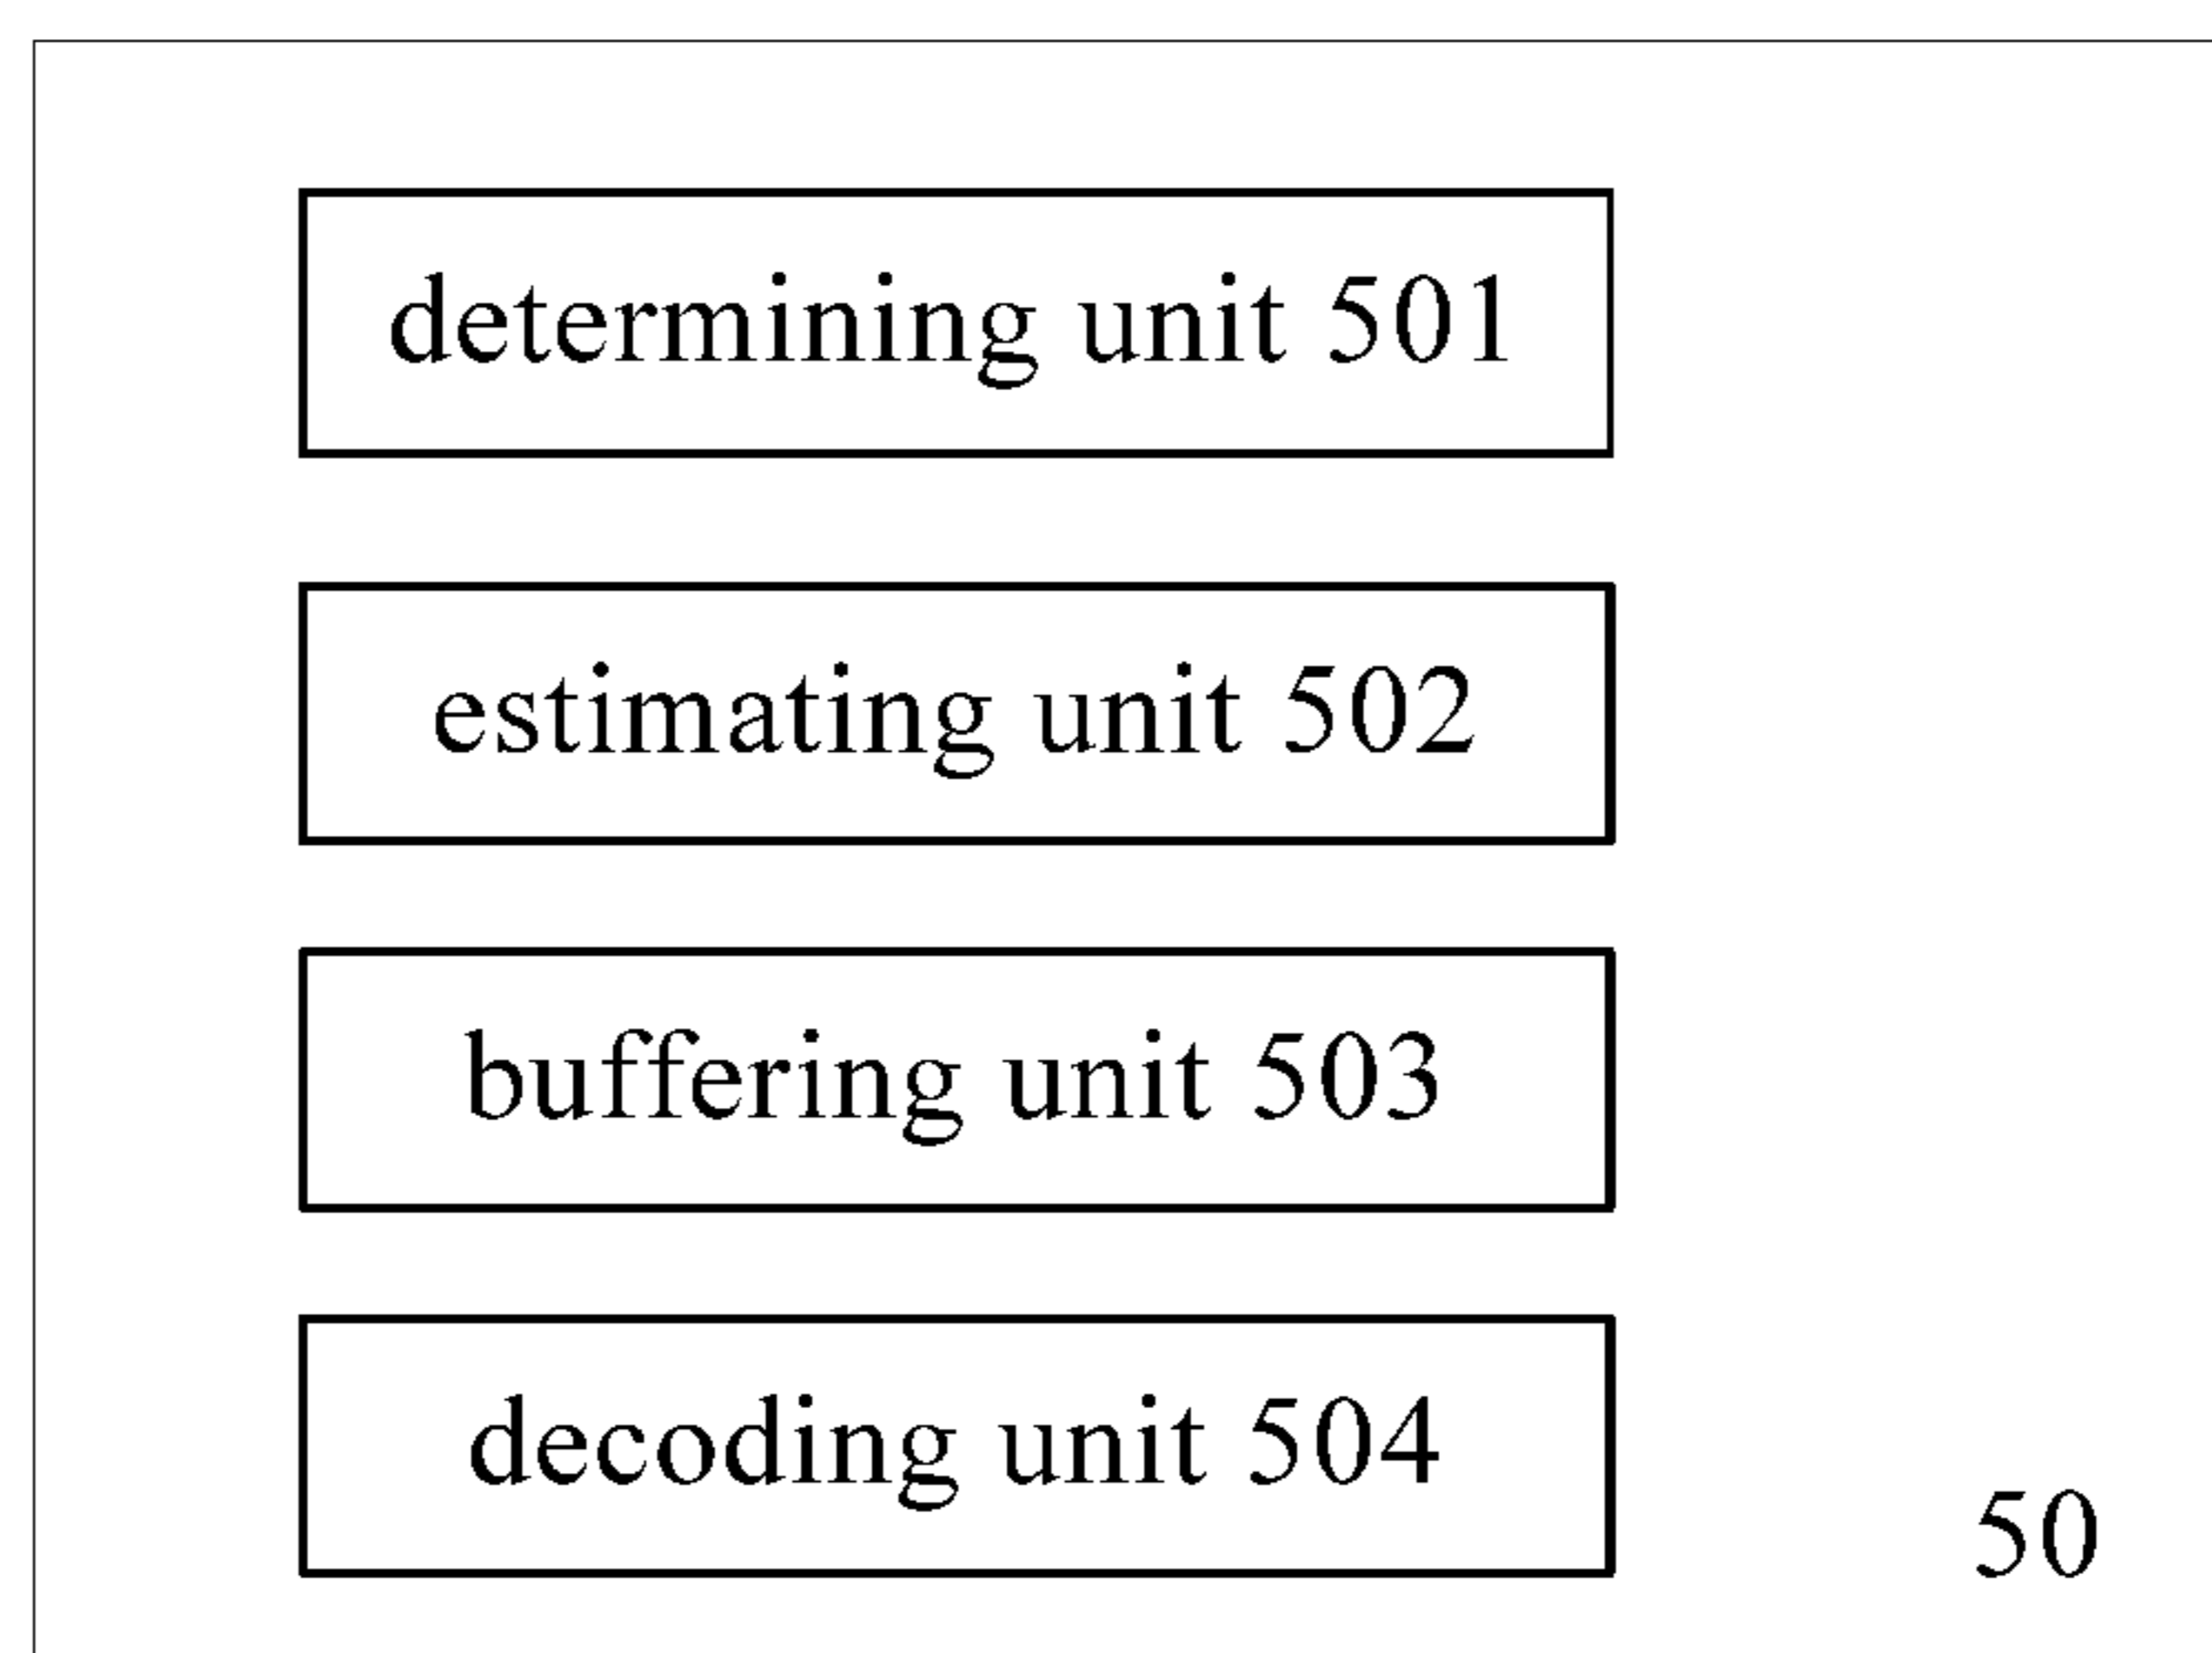 determining unit 501
estimating unit 502
buffering unit 503
decoding unit 504
50